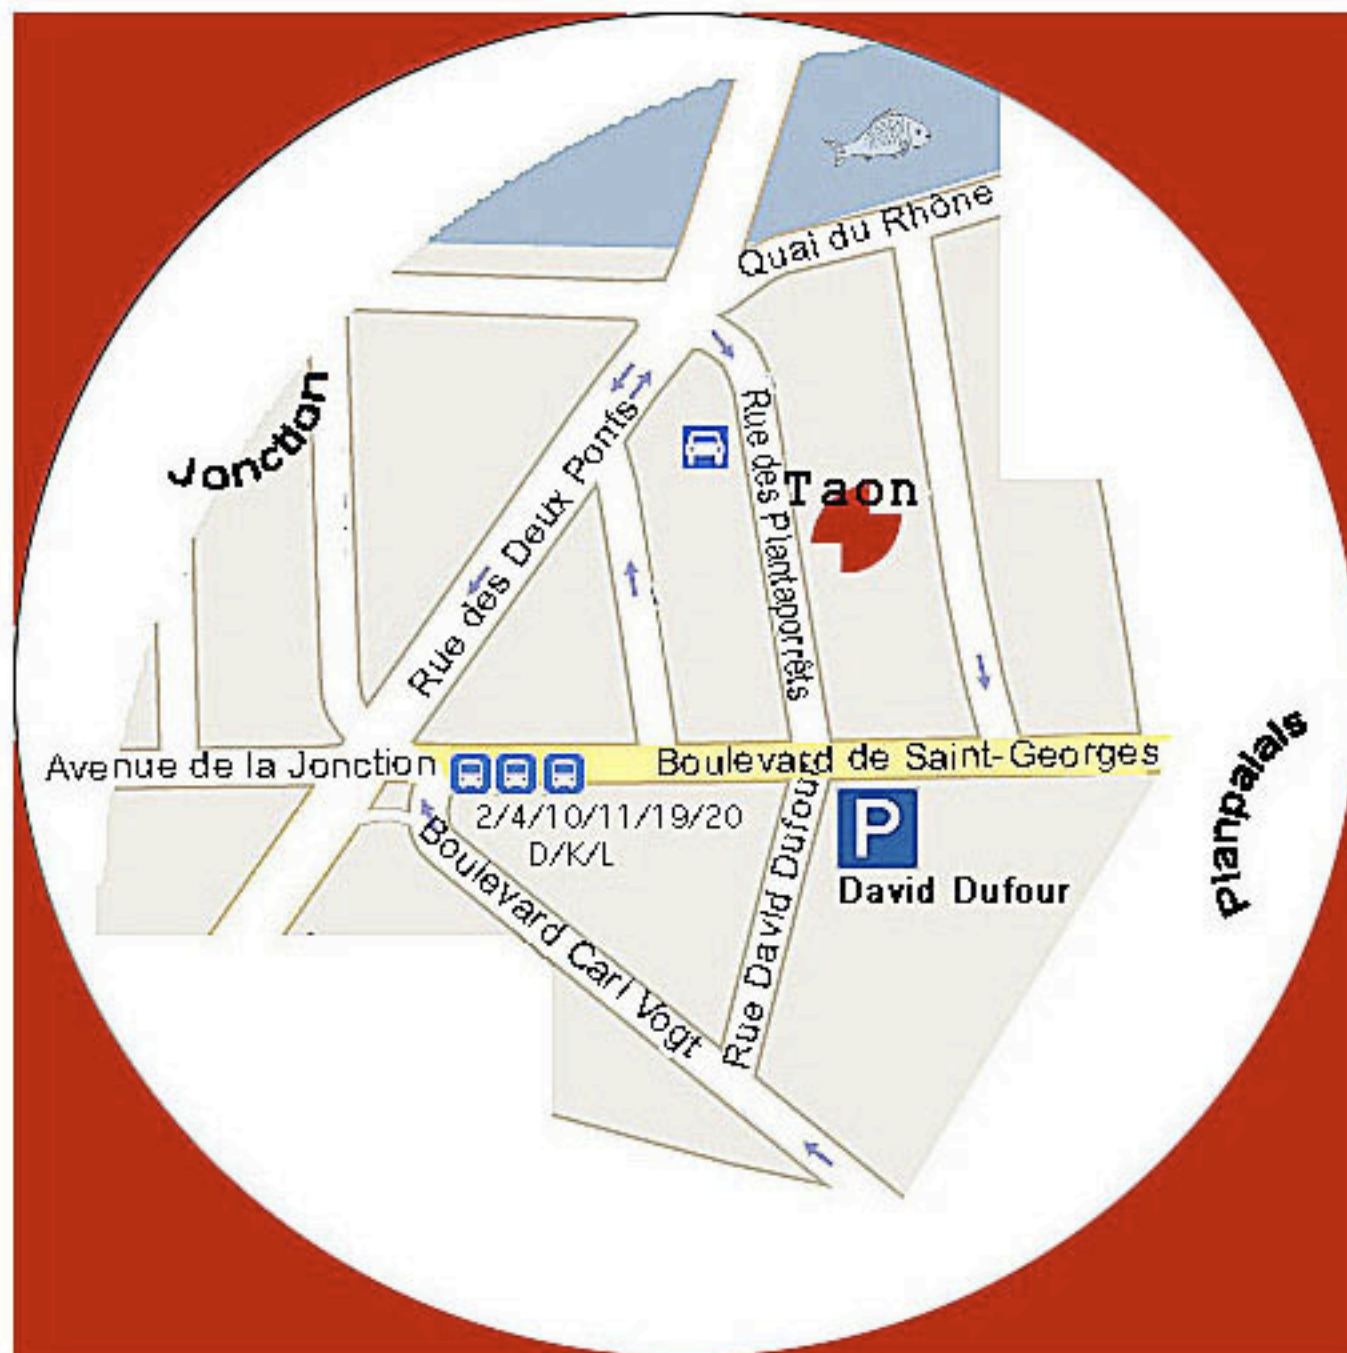 Quai du Rhône
Jonction
Rue des Deux Ponts
Rue des Plantaporrêts
Taon
Planpalais
Avenue de la Jonction
Boulevard de Saint-Georges
2/4/10/11/19/20
D/K/L
P
David Dufour
Boulevard Carl Vogt
Rue David Dufour